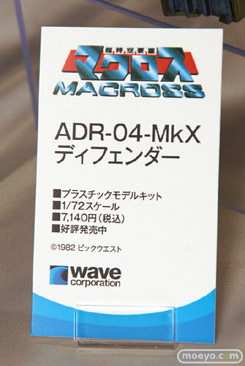 超時空要塞
マクロス
MACROSS
ADR-04-MkX
ディフェンダー
■プラスチックモデルキット
■1/72スケール
■7,140円(税込)
■好評発売中
©1982 ビックウエスト
wave
corporation
moeyo.com